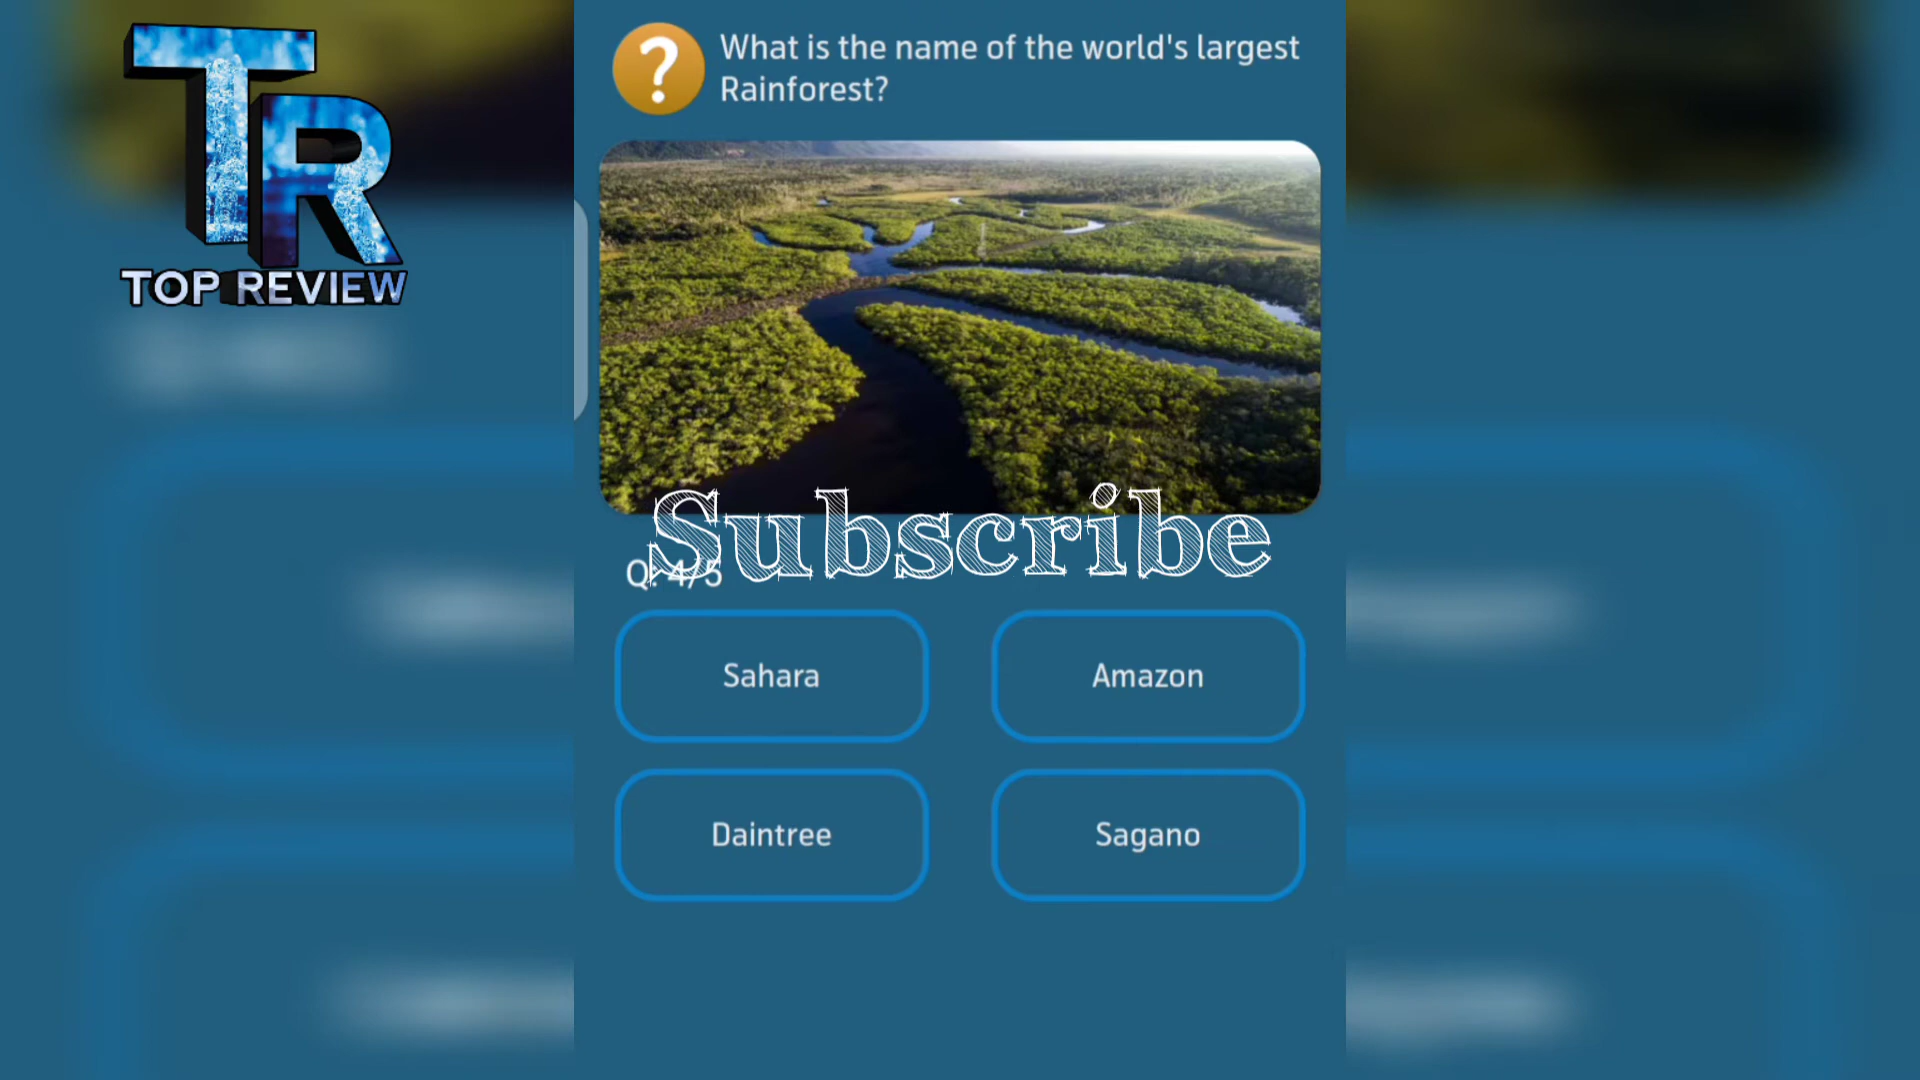 TR
TOP REVIEW
What is the name of the world's largest
Rainforest?
Subscribe
Q: 4/5
Sahara
Amazon
Daintree
Sagano